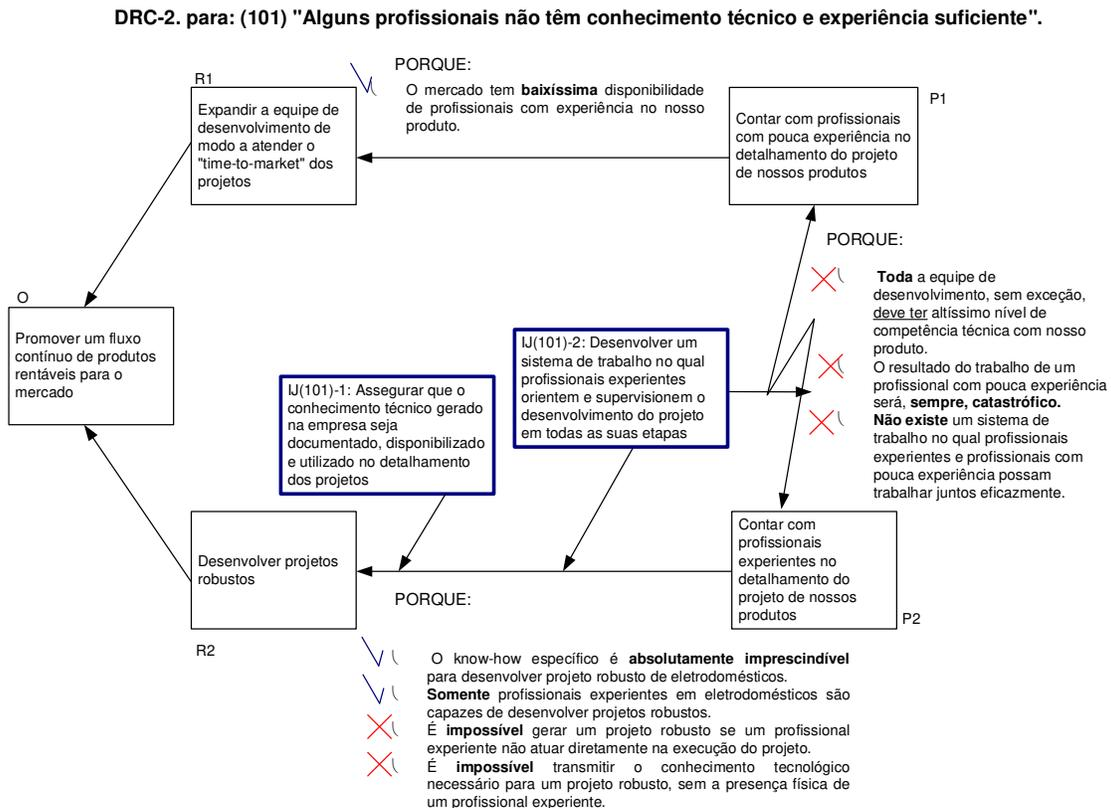 DRC-2. para: (101) "Alguns profissionais não têm conhecimento técnico e experiência suficiente".
R1
Expandir a equipe de
desenvolvimento de
modo a atender o
"time-to-market" dos
projetos
PORQUE:
O mercado tem baixíssima disponibilidade
de profissionais com experiência no nosso
produto.
P1
Contar com profissionais
com pouca experiência no
detalhamento do projeto
de nossos produtos
PORQUE:
Toda a equipe de
desenvolvimento, sem exceção,
deve ter altíssimo nível de
competência técnica com nosso
produto.
O resultado do trabalho de um
profissional com pouca experiência
será, sempre, catastrófico.
Não existe um sistema de
trabalho no qual profissionais
experientes e profissionais com
pouca experiência possam
trabalhar juntos eficazmente.
O
Promover um fluxo
contínuo de produtos
rentáveis para o
mercado
IJ(101)-1: Assegurar que o
conhecimento técnico gerado
na empresa seja
documentado, disponibilizado
e utilizado no detalhamento
dos projetos
IJ(101)-2: Desenvolver um
sistema de trabalho no qual
profissionais experientes
orientem e supervisionem o
desenvolvimento do projeto
em todas as suas etapas
Desenvolver projetos
robustos
R2
Contar com
profissionais
experientes no
detalhamento do
projeto de nossos
produtos
P2
PORQUE:
O know-how específico é absolutamente imprescindível
para desenvolver projeto robusto de eletrodomésticos.
Somente profissionais experientes em eletrodomésticos são
capazes de desenvolver projetos robustos.
É impossível gerar um projeto robusto se um profissional
experiente não atuar diretamente na execução do projeto.
É impossível transmitir o conhecimento tecnológico
necessário para um projeto robusto, sem a presença física de
um profissional experiente.